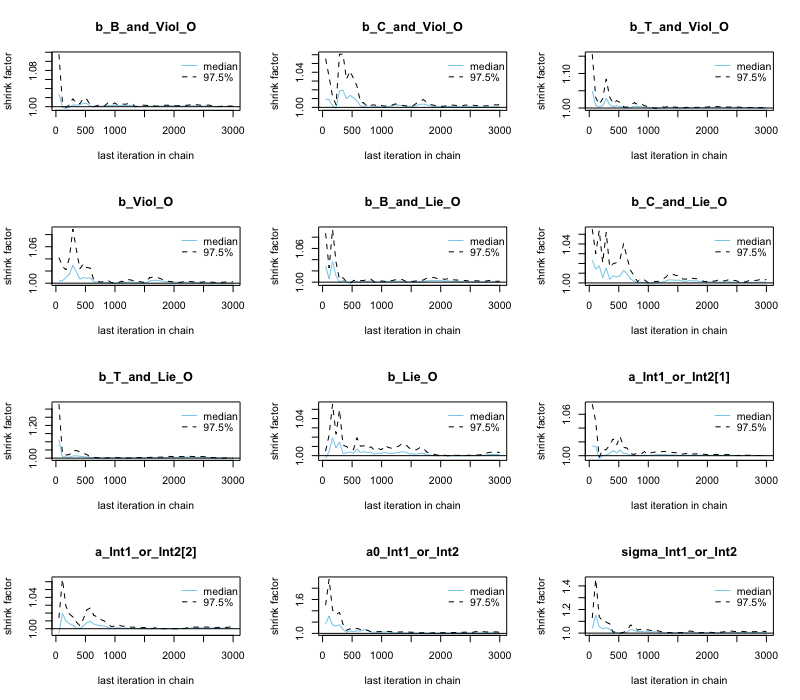 b_B_and_Viol_O
shrink factor
1.00 1.08
median
97.5%
0 500 1000 2000 3000
last iteration in chain
b_C_and_Viol_O
shrink factor
1.00 1.04
median
97.5%
0 500 1000 2000 3000
last iteration in chain
b_T_and_Viol_O
shrink factor
1.00 1.10
median
97.5%
0 500 1000 2000 3000
last iteration in chain
b_Viol_O
shrink factor
1.00 1.06
median
97.5%
0 500 1000 2000 3000
last iteration in chain
b_B_and_Lie_O
shrink factor
1.00 1.06
median
97.5%
0 500 1000 2000 3000
last iteration in chain
b_C_and_Lie_O
shrink factor
1.00 1.04
median
97.5%
0 500 1000 2000 3000
last iteration in chain
b_T_and_Lie_O
shrink factor
1.00 1.20
median
97.5%
0 500 1000 2000 3000
last iteration in chain
b_Lie_O
shrink factor
1.00 1.04
median
97.5%
0 500 1000 2000 3000
last iteration in chain
a_Int1_or_Int2[1]
shrink factor
1.00 1.06
median
97.5%
0 500 1000 2000 3000
last iteration in chain
a_Int1_or_Int2[2]
shrink factor
1.00 1.04
median
97.5%
0 500 1000 2000 3000
last iteration in chain
a0_Int1_or_Int2
shrink factor
1.0 1.6
median
97.5%
0 500 1000 2000 3000
last iteration in chain
sigma_Int1_or_Int2
shrink factor
1.0 1.2 1.4
median
97.5%
0 500 1000 2000 3000
last iteration in chain